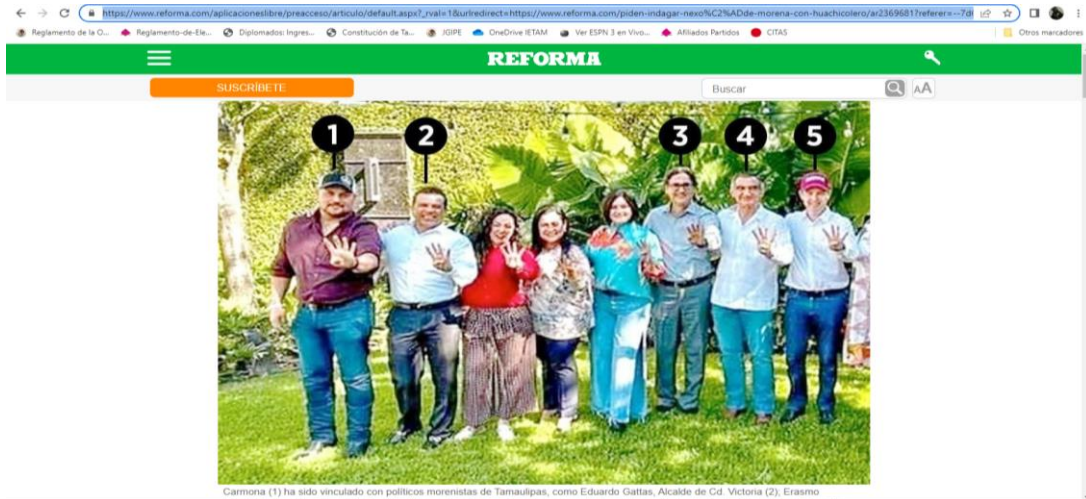 https://www.reforma.com/aplicacioneslibre/preacceso/articulo/default.aspx?_rval=1&urlredirect=https://www.reforma.com/piden-indagar-nexo%C2%ADde-morena-con-huachicolero/ar2369681?referer=--7d
Reglamento de la O... Reglamento-de-Ele... Diplomados: Ingres... Constitución de Ta... JGIPE OneDrive IETAM Ver ESPN 3 en Vivo... Afiliados Partidos CITAS Otros marcadores
REFORMA
SUSCRÍBETE Buscar AA
1 2 3 4 5
Carmona (1) ha sido vinculado con políticos morenistas de Tamaulipas, como Eduardo Gattas, Alcalde de Cd. Victoria (2); Erasmo